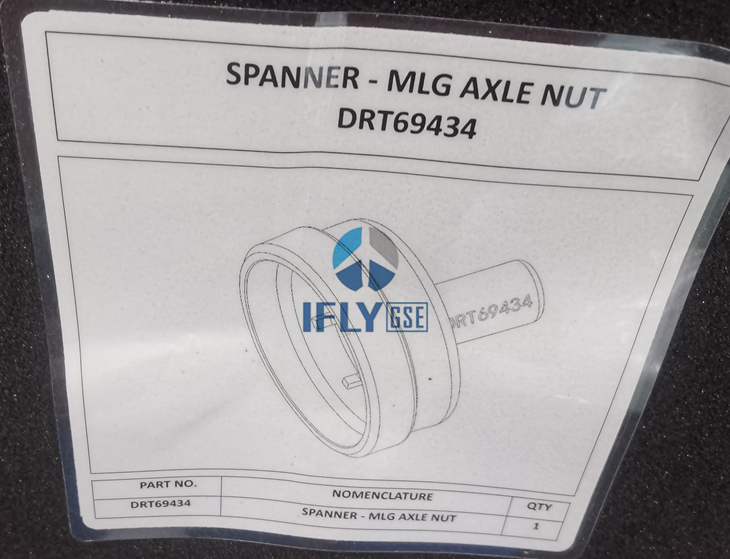 SPANNER - MLG AXLE NUT
DRT69434
IFLY GSE
DRT69434
PART NO.
NOMENCLATURE
QTY
DRT69434
SPANNER - MLG AXLE NUT
1